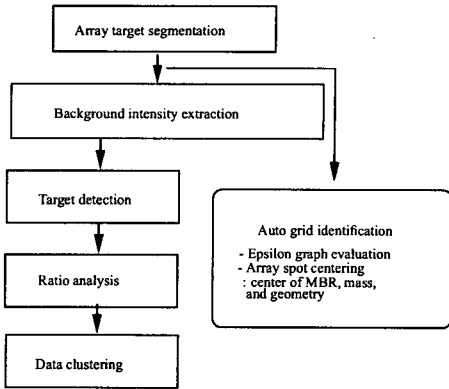 Array target segmentation
Background intensity extraction
Target detection
Ratio analysis
Data clustering
Auto grid identification
- Epsilon graph evaluation
- Array spot centering
: center of MBR, mass,
and geometry